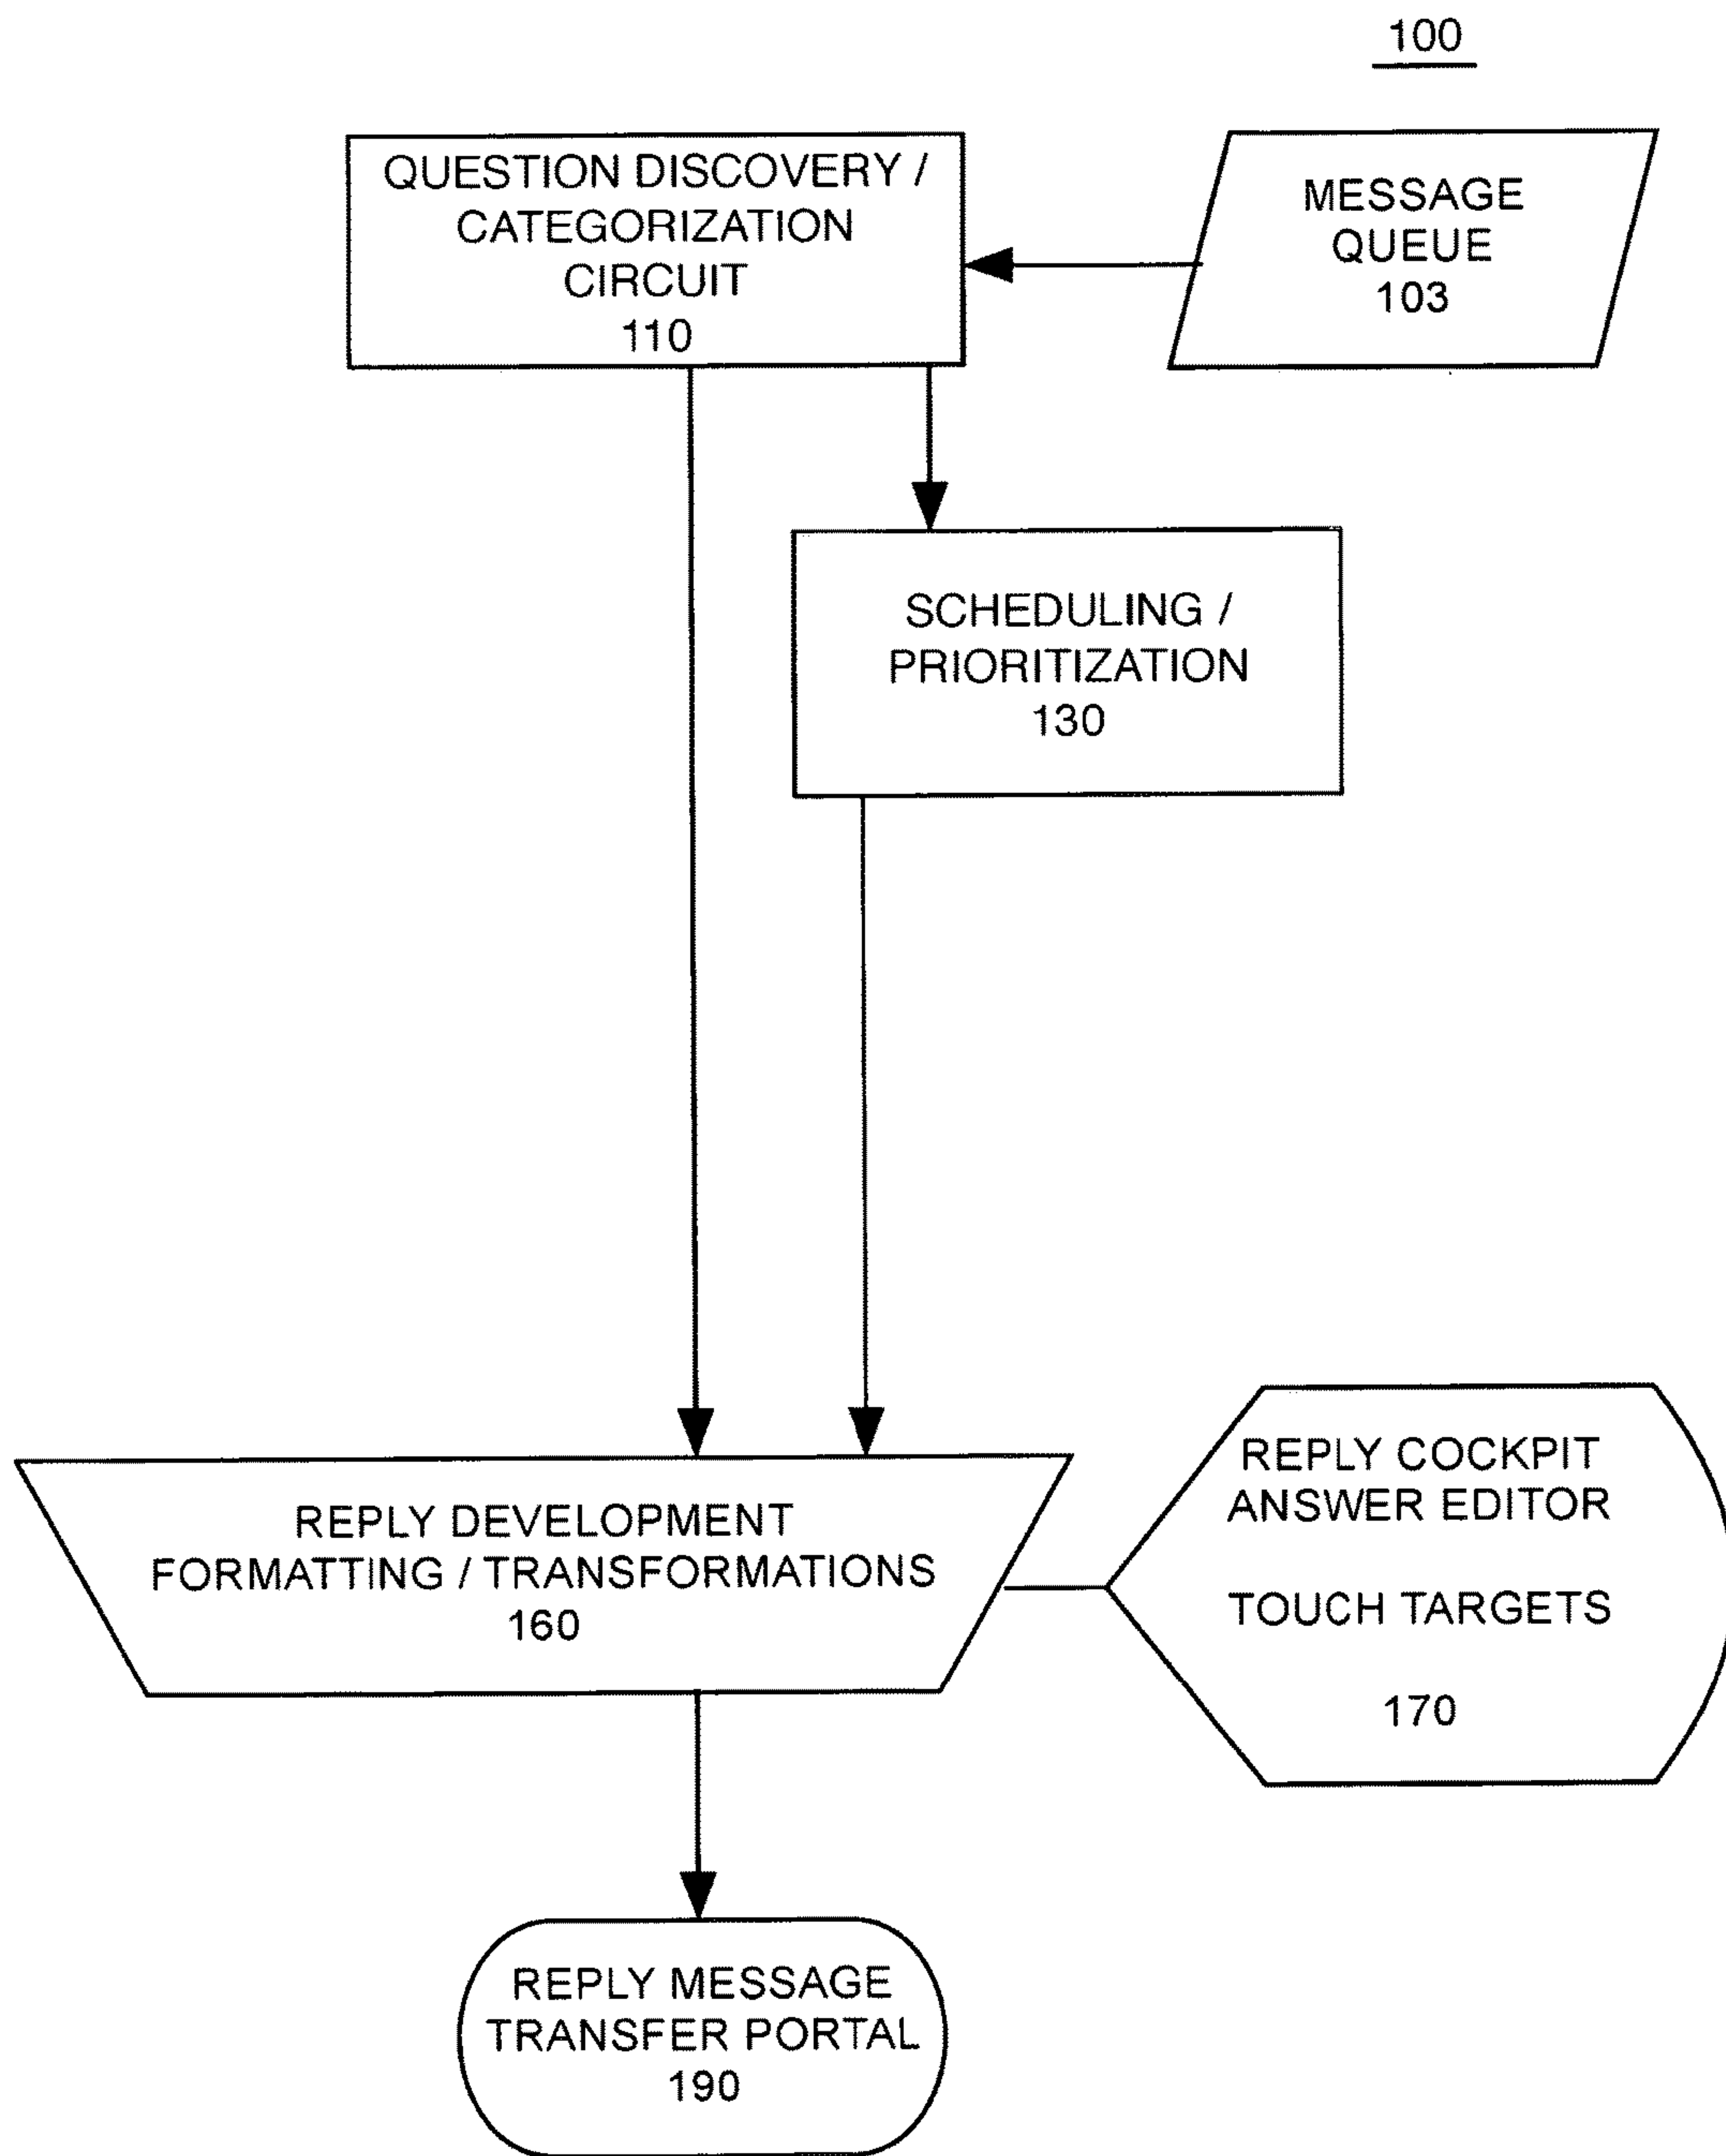 100
QUESTION DISCOVERY /
CATEGORIZATION
CIRCUIT
110
MESSAGE
QUEUE
103
SCHEDULING /
PRIORITIZATION
130
REPLY DEVELOPMENT
FORMATTING / TRANSFORMATIONS
160
REPLY COCKPIT
ANSWER EDITOR
TOUCH TARGETS
170
REPLY MESSAGE
TRANSFER PORTAL
190